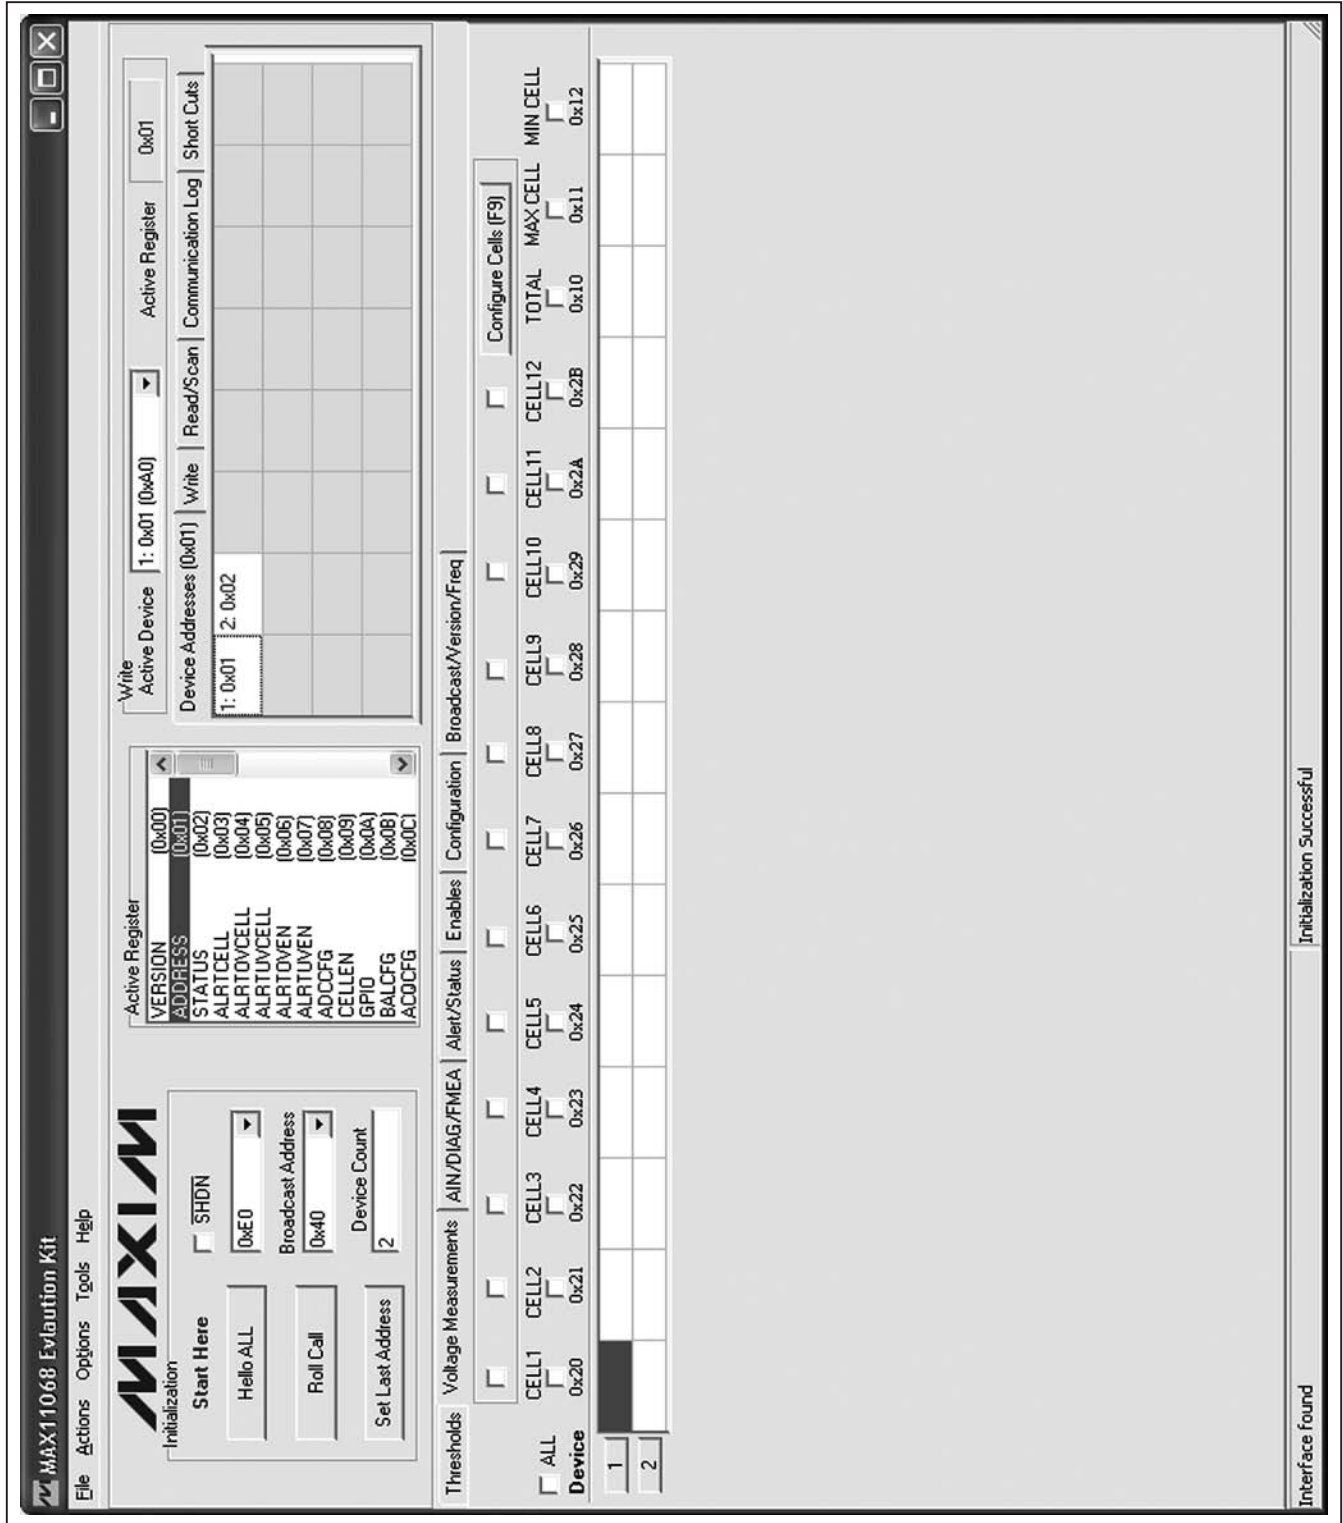 MAX11068 Evlaution Kit
File Actions Options Tools Help
MAXIM
Initialization
Start Here
SHDN
Hello ALL
0xE0
Broadcast Address
Roll Call
0x40
Device Count
Set Last Address
2
Active Register
VERSION (0x00)
ADDRESS (0x01)
STATUS (0x02)
ALRTCELL (0x03)
ALRTOVCELL (0x04)
ALRTUVCELL (0x05)
ALRTOVEN (0x06)
ALRTUVEN (0x07)
ADCCFG (0x08)
CELLEN (0x09)
GPIO (0x0A)
BALCFG (0x0B)
ACQCFG (0x0C)
Write
Active Device 1: 0x01 (0xA0) Active Register 0x01
Device Addresses (0x01) Write Read/Scan Communication Log Short Cuts
1: 0x01 2: 0x02
Thresholds Voltage Measurements AIN/DIAG/FMEA Alert/Status Enables Configuration Broadcast/Version/Freq
Configure Cells (F9)
ALL CELL1 CELL2 CELL3 CELL4 CELL5 CELL6 CELL7 CELL8 CELL9 CELL10 CELL11 CELL12 TOTAL MAX CELL MIN CELL
Device 0x20 0x21 0x22 0x23 0x24 0x25 0x26 0x27 0x28 0x29 0x2A 0x2B 0x10 0x11 0x12
1
2
Interface Found Initialization Successful